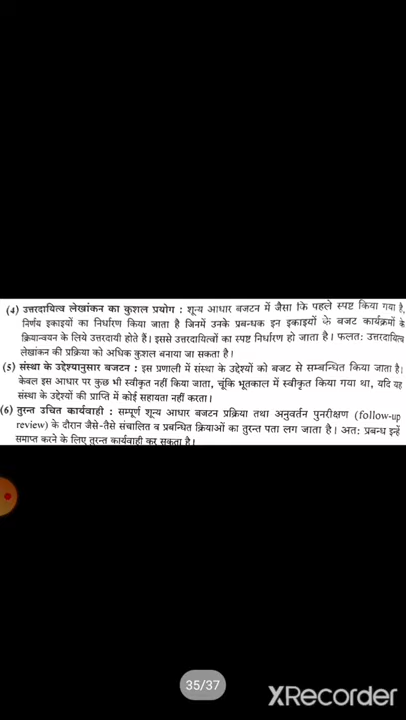 (4) उत्तरदायित्व लेखांकन का कुशल प्रयोग : शून्य आधार बजटन में जैसा कि पहले स्पष्ट किया गया है,
निर्णय इकाइयों का निर्धारण किया जाता है जिनमें उनके प्रबन्धक इन इकाइयों के बजट कार्यक्रमों के
क्रियान्वयन के लिये उत्तरदायी होते हैं। इससे उत्तरदायित्वों का स्पष्ट निर्धारण हो जाता है। फलतः उत्तरदायित्व
लेखांकन की प्रक्रिया को अधिक कुशल बनाया जा सकता है।
(5) संस्था के उद्देश्यानुसार बजटन : इस प्रणाली में संस्था के उद्देश्यों को बजट से सम्बन्धित किया जाता है।
केवल इस आधार पर कुछ भी स्वीकृत नहीं किया जाता, चूंकि भूतकाल में स्वीकृत किया गया था, यदि यह
संस्था के उद्देश्यों की प्राप्ति में कोई सहायता नहीं करता।
(6) तुरन्त उचित कार्यवाही : सम्पूर्ण शून्य आधार बजटन प्रक्रिया तथा अनुवर्तन पुनरीक्षण (follow-up
review) के दौरान जैसे-तैसे संचालित व प्रबन्धित क्रियाओं का तुरन्त पता लग जाता है। अतः प्रबन्ध इन्हें
समाप्त करने के लिए तुरन्त कार्यवाही कर सकता है।
35/37
XRecorder